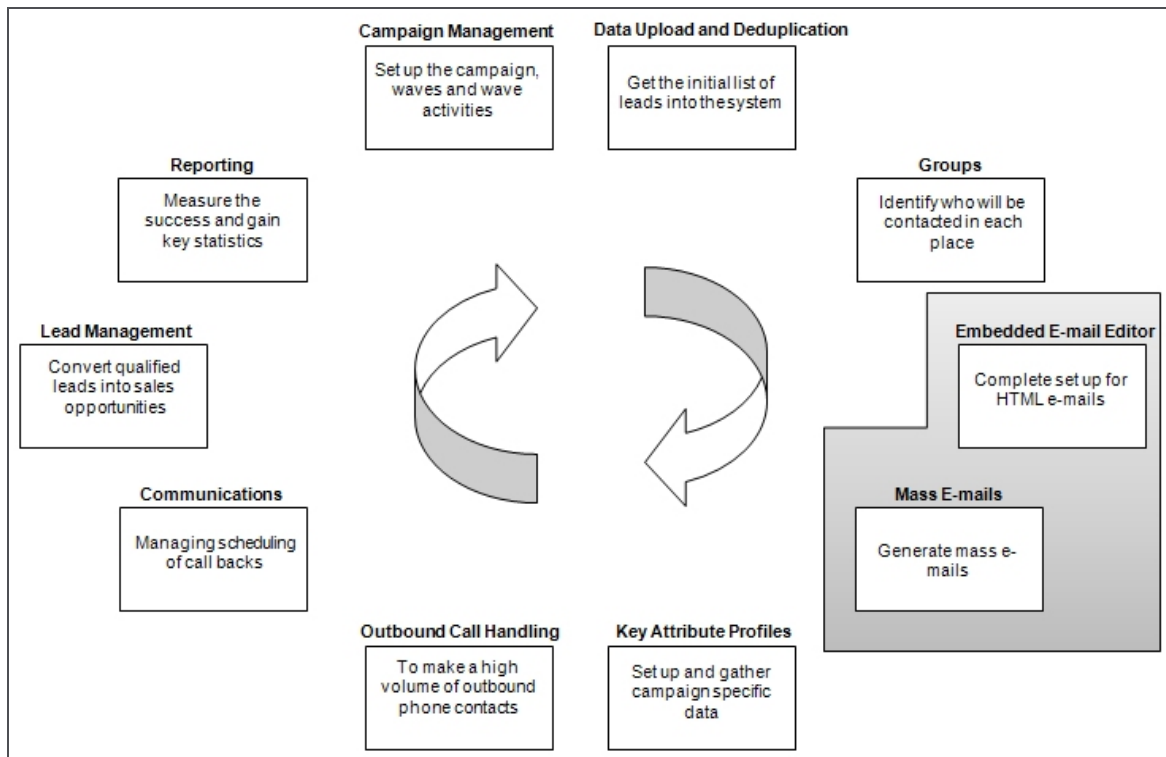 Campaign Management
Set up the campaign,
waves and wave
activities
Data Upload and Deduplication
Get the initial list of
leads into the system
Groups
Identify who will be
contacted in each
place
Embedded E-mail Editor
Complete set up for
HTML e-mails
Mass E-mails
Generate mass e-
mails
Key Attribute Profiles
Set up and gather
campaign specific
data
Outbound Call Handling
To make a high
volume of outbound
phone contacts
Communications
Managing scheduling
of call backs
Lead Management
Convert qualified
leads into sales
opportunities
Reporting
Measure the
success and gain
key statistics